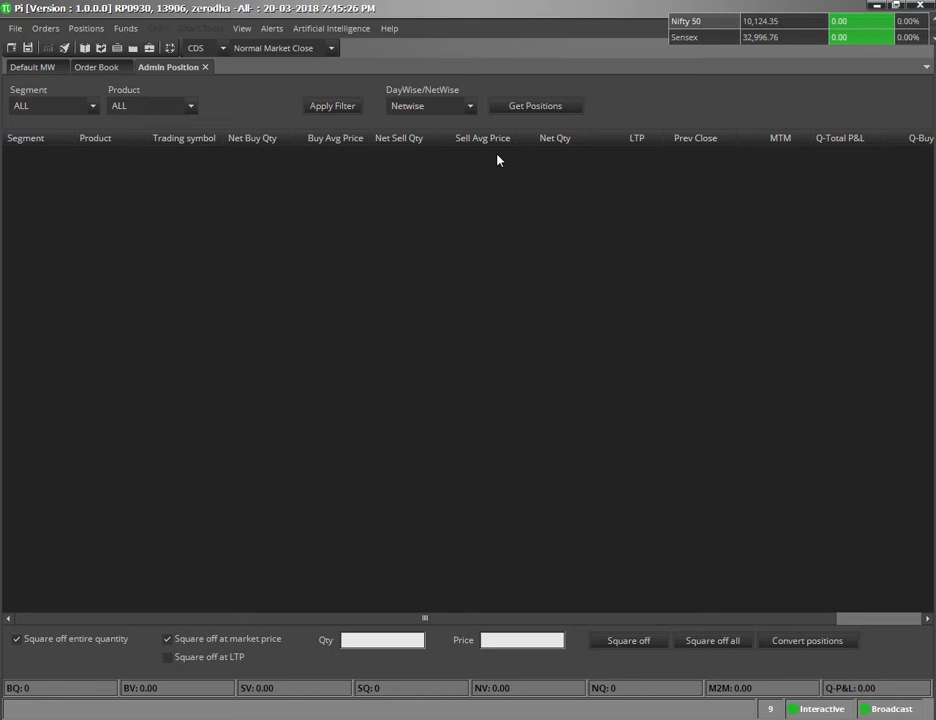 Pi [Version : 1.0.0.0] RP0930, 13906, zerodha -All- : 20-03-2018 7:45:26 PM
Nifty 50 10,124.35 0.00 0.00%
Sensex 32,996.76 0.00 0.00%
File Orders Positions Funds Chart Chart Tools View Alerts Artificial Intelligence Help
CDS Normal Market Close
Default MW Order Book Admin Position
Segment Product DayWise/NetWise
ALL ALL Apply Filter Netwise Get Positions
Segment Product Trading symbol Net Buy Qty Buy Avg Price Net Sell Qty Sell Avg Price Net Qty LTP Prev Close MTM Q-Total P&L Q-Buy
Square off entire quantity Square off at market price Qty Price Square off Square off all Convert positions
Square off at LTP
BQ: 0 BV: 0.00 SV: 0.00 SQ: 0 NV: 0.00 NQ: 0 M2M: 0.00 Q-P&L: 0.00
9 Interactive Broadcast